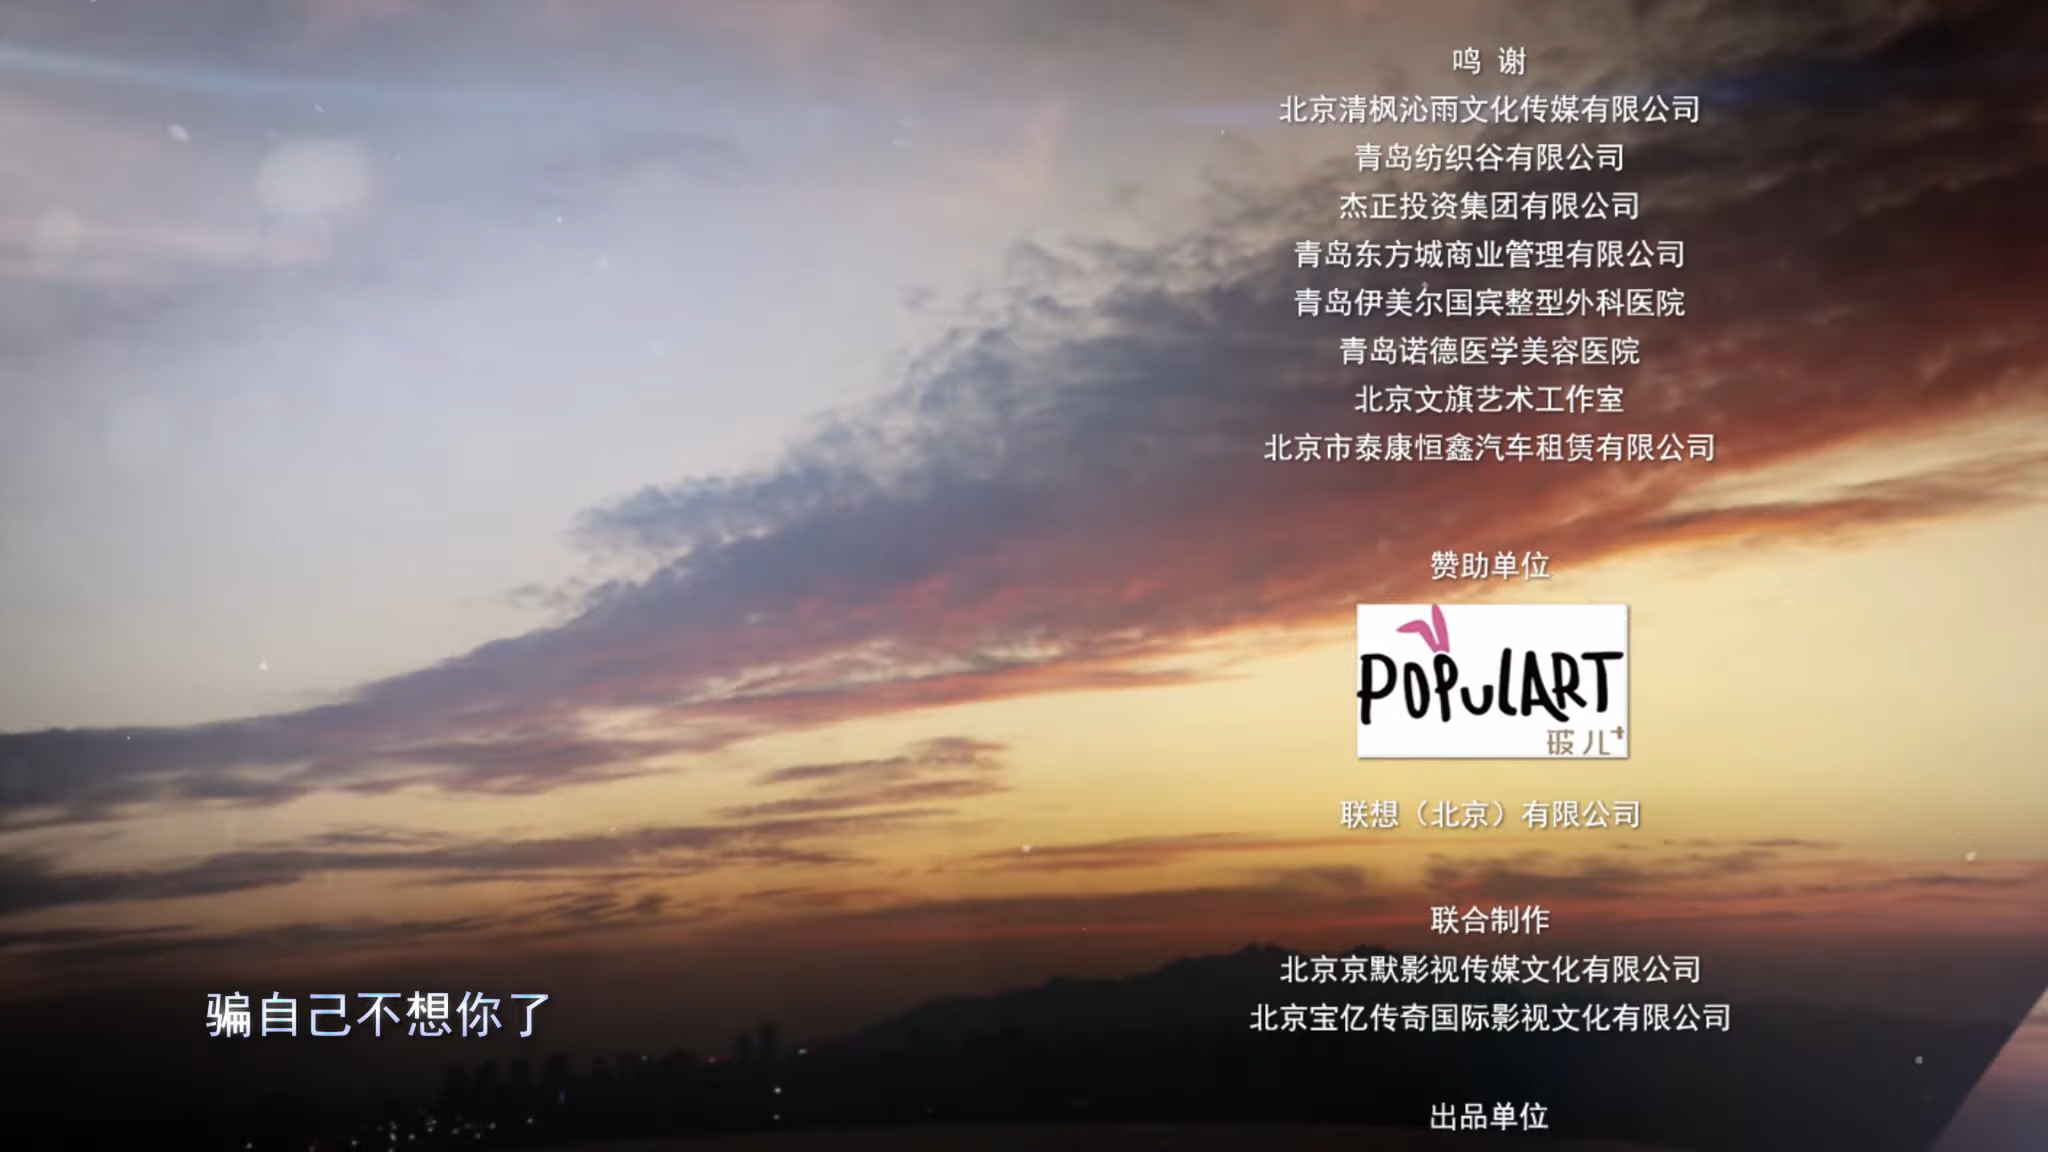 鸣 谢
北京清枫沁雨文化传媒有限公司
青岛纺织谷有限公司
杰正投资集团有限公司
青岛东方城商业管理有限公司
青岛伊美尔国宾整型外科医院
青岛诺德医学美容医院
北京文旗艺术工作室
北京市泰康恒鑫汽车租赁有限公司
赞助单位
POPULART
玻儿+
联想（北京）有限公司
联合制作
北京京默影视传媒文化有限公司
北京宝亿传奇国际影视文化有限公司
骗自己不想你了
出品单位